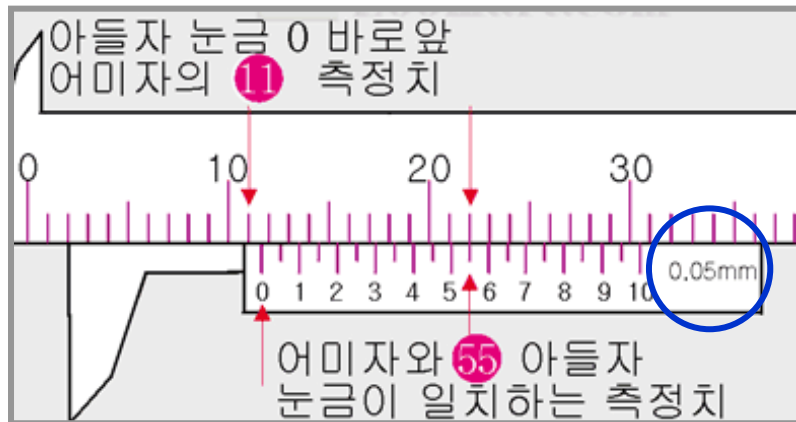 아들자 눈금 0 바로앞
어미자의 11 측정치
0 10 20 30
0 1 2 3 4 5 6 7 8 9 10 0.05mm
어미자와 55 아들자
눈금이 일치하는 측정치